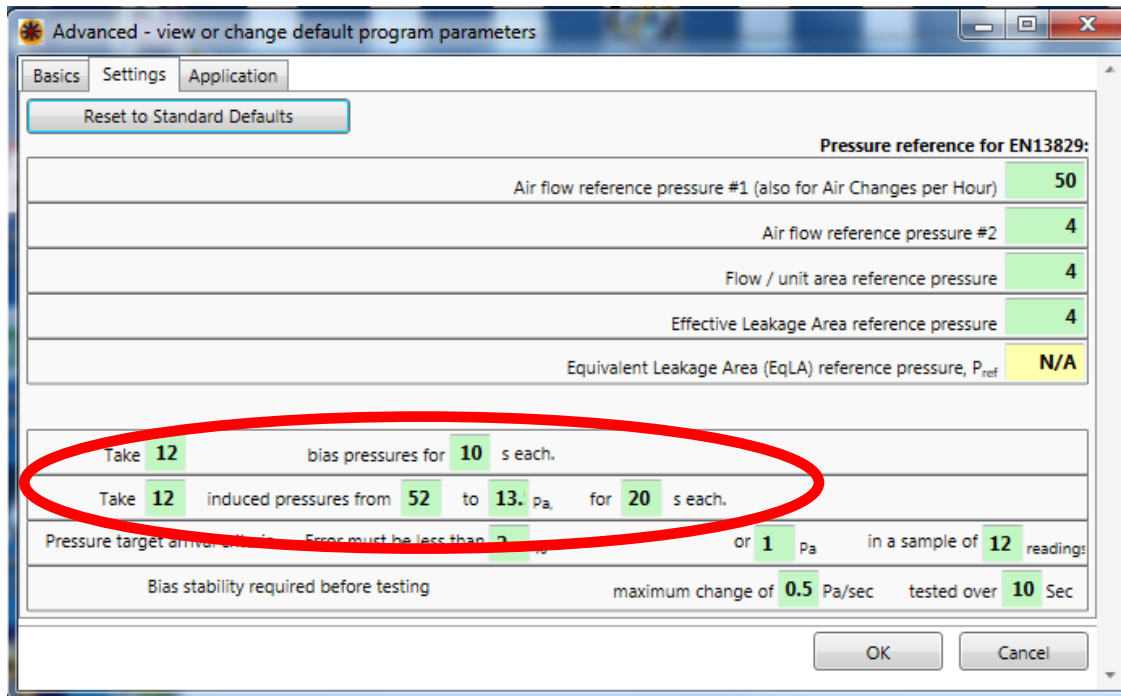 Advanced - view or change default program parameters
Basics Settings Application
Reset to Standard Defaults
Pressure reference for EN13829:
Air flow reference pressure #1 (also for Air Changes per Hour) 50
Air flow reference pressure #2 4
Flow / unit area reference pressure 4
Effective Leakage Area reference pressure 4
Equivalent Leakage Area (EqLA) reference pressure, Pref N/A
Take 12 bias pressures for 10 s each.
Take 12 induced pressures from 52 to 13. Pa, for 20 s each.
Pressure target arrival Error must be less than or 1 Pa in a sample of 12 readings
Bias stability required before testing maximum change of 0.5 Pa/sec tested over 10 Sec
OK Cancel